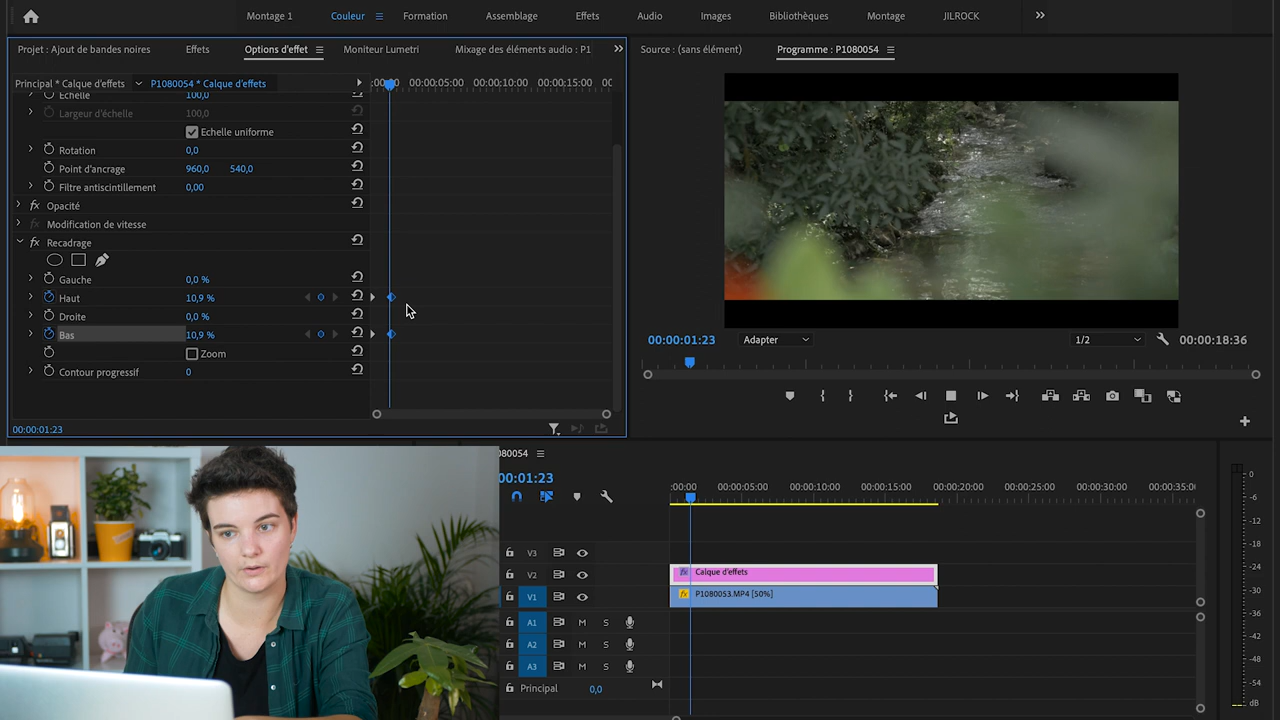 Montage 1 Couleur Formation Assemblage Effets Audio Images Bibliothèques Montage JILROCK
Projet : Ajout de bandes noires Effets Options d'effet Moniteur Lumetri Mixage des éléments audio : P1
Source : (sans élément) Programme : P1080054
Principal * Calque d'effets P1080054 * Calque d'effets
:00:00 00:00:05:00 00:00:10:00 00:00:15:00 00
Echelle 100,0
Largeur d'échelle 100,0
Echelle uniforme
Rotation 0,0
Point d'ancrage 960,0 540,0
Filtre antiscintillement 0,00
fx Opacité
fx Modification de vitesse
fx Recadrage
Gauche 0,0 %
Haut 10,9 %
Droite 0,0 %
Bas 10,9 %
Zoom
Contour progressif 0
00:00:01:23
00:00:01:23 Adapter 1/2 00:00:18:36
80054
00:00:01:23
:00:00 00:00:05:00 00:00:10:00 00:00:15:00 00:00:20:00 00:00:25:00 00:00:30:00 00:00:35:0
V3
V2 fx Calque d'effets
V1 fx P1080053.MP4 [50%]
A1 M S
A2 M S
A3 M S
Principal 0,0
0
-6
-12
-18
-24
-30
-36
-42
-48
-54
dB